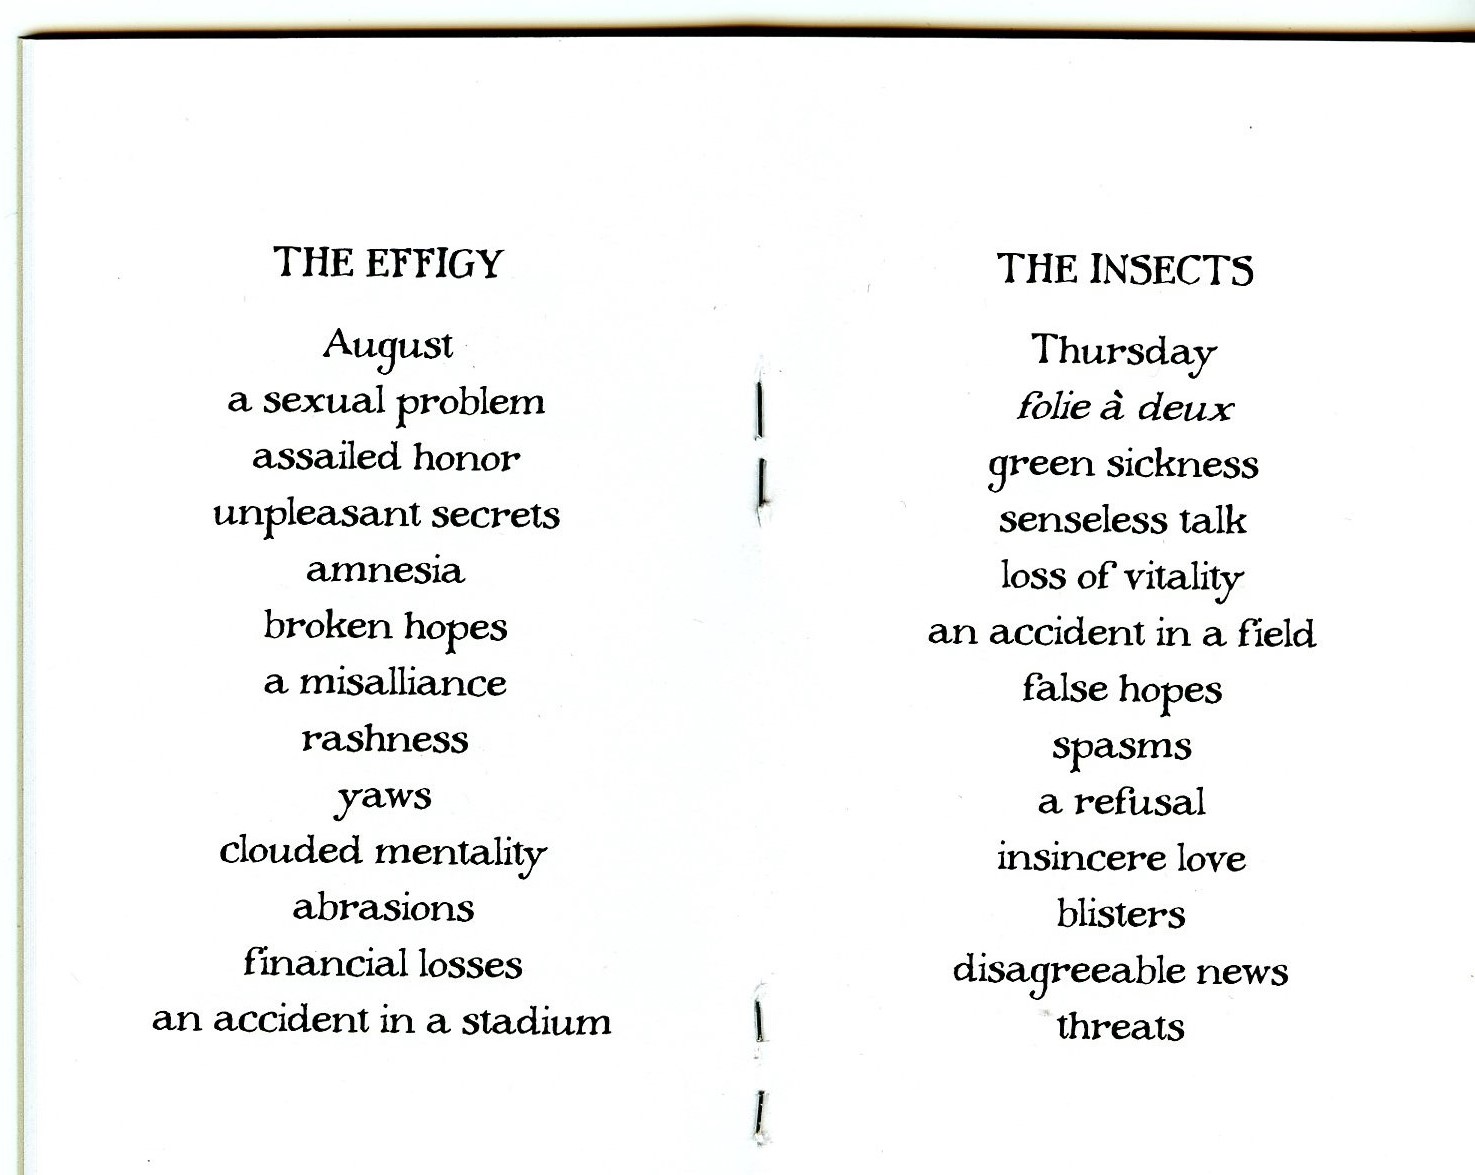 THE EFFIGY
August
a sexual problem
assailed honor
unpleasant secrets
amnesia
broken hopes
a misalliance
rashness
yaws
clouded mentality
abrasions
financial losses
an accident in a stadium
THE INSECTS
Thursday
folie à deux
green sickness
senseless talk
loss of vitality
an accident in a field
false hopes
spasms
a refusal
insincere love
blisters
disagreeable news
threats